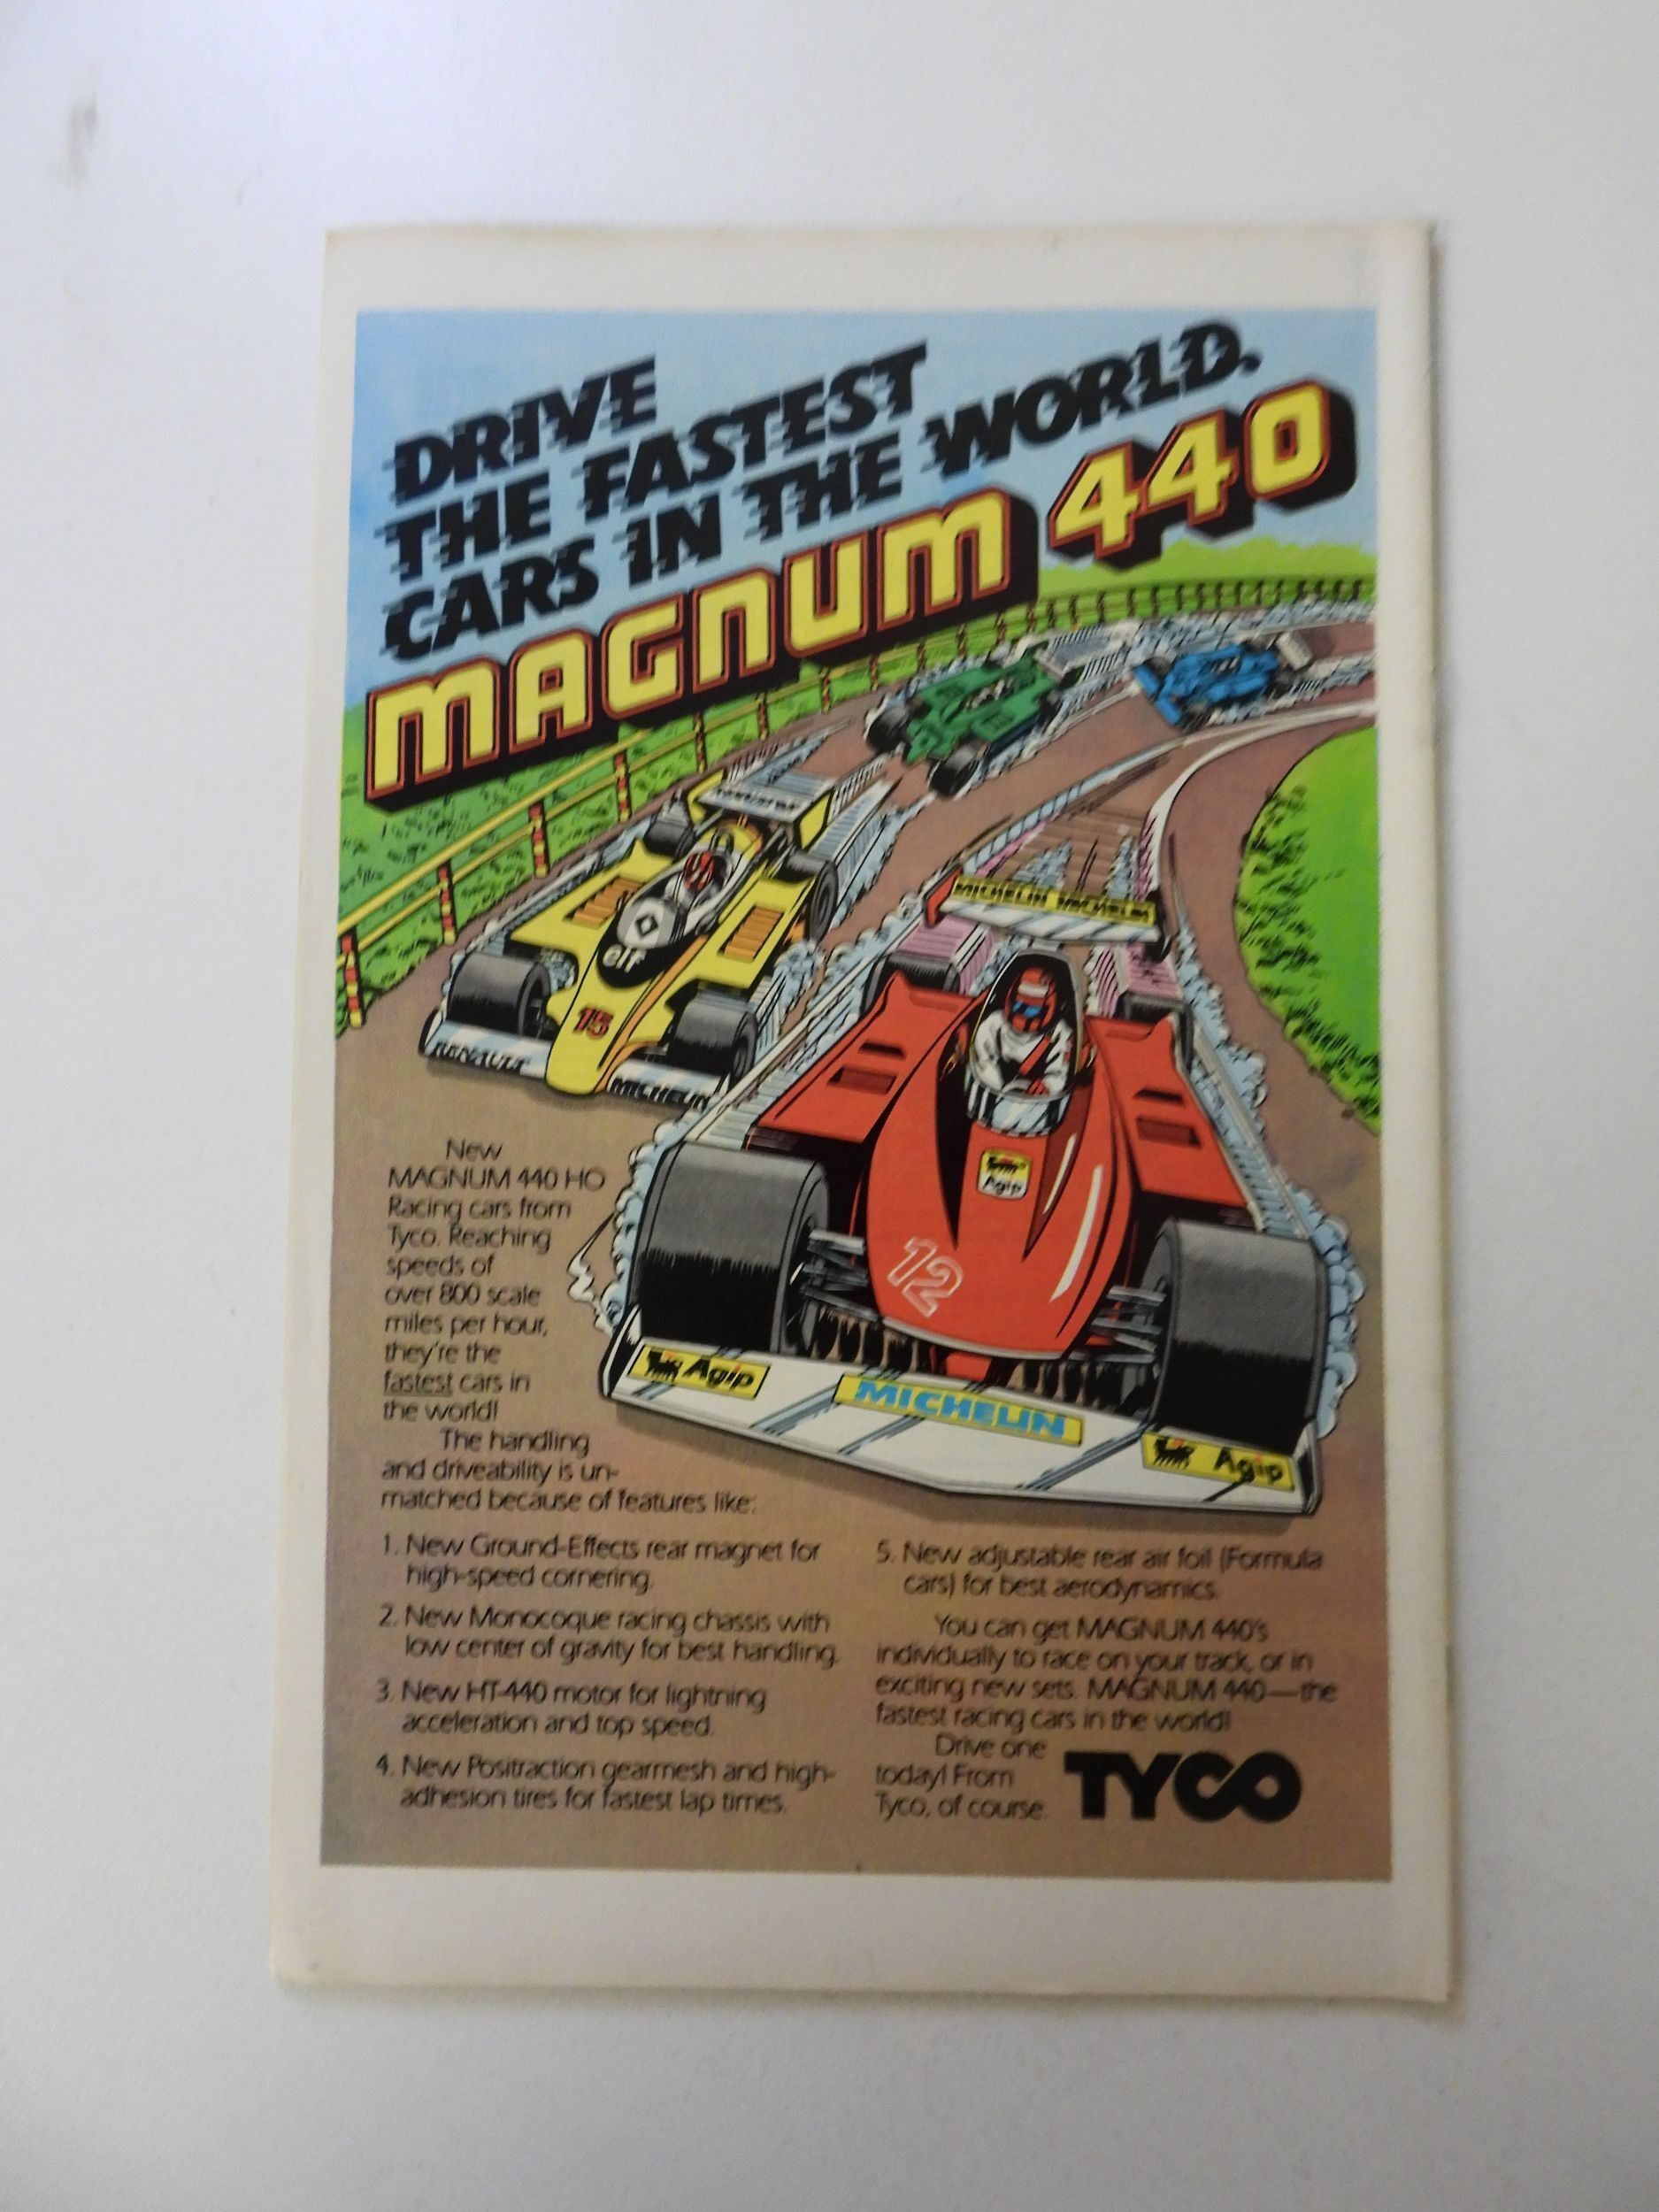 DRIVE
THE FASTEST
CARS IN THE WORLD.
MAGNUM 440
MICHELIN MICHELIN
elf
15
RENAULT
MICHELIN
Agip
12
Agip
MICHELIN
Agip
New
MAGNUM 440 HO
Racing cars from
Tyco. Reaching
speeds of
over 800 scale
miles per hour,
they're the
fastest cars in
the world!
The handling
and driveability is un-
matched because of features like:
1. New Ground-Effects rear magnet for
high-speed cornering.
2. New Monocoque racing chassis with
low center of gravity for best handling.
3. New HT-440 motor for lightning
acceleration and top speed.
4. New Positraction gearmesh and high-
adhesion tires for fastest lap times.
5. New adjustable rear air foil (Formula
cars) for best aerodynamics.
You can get MAGNUM 440's
individually to race on your track, or in
exciting new sets. MAGNUM 440—the
fastest racing cars in the world!
Drive one
today! From
Tyco, of course.
TYCO